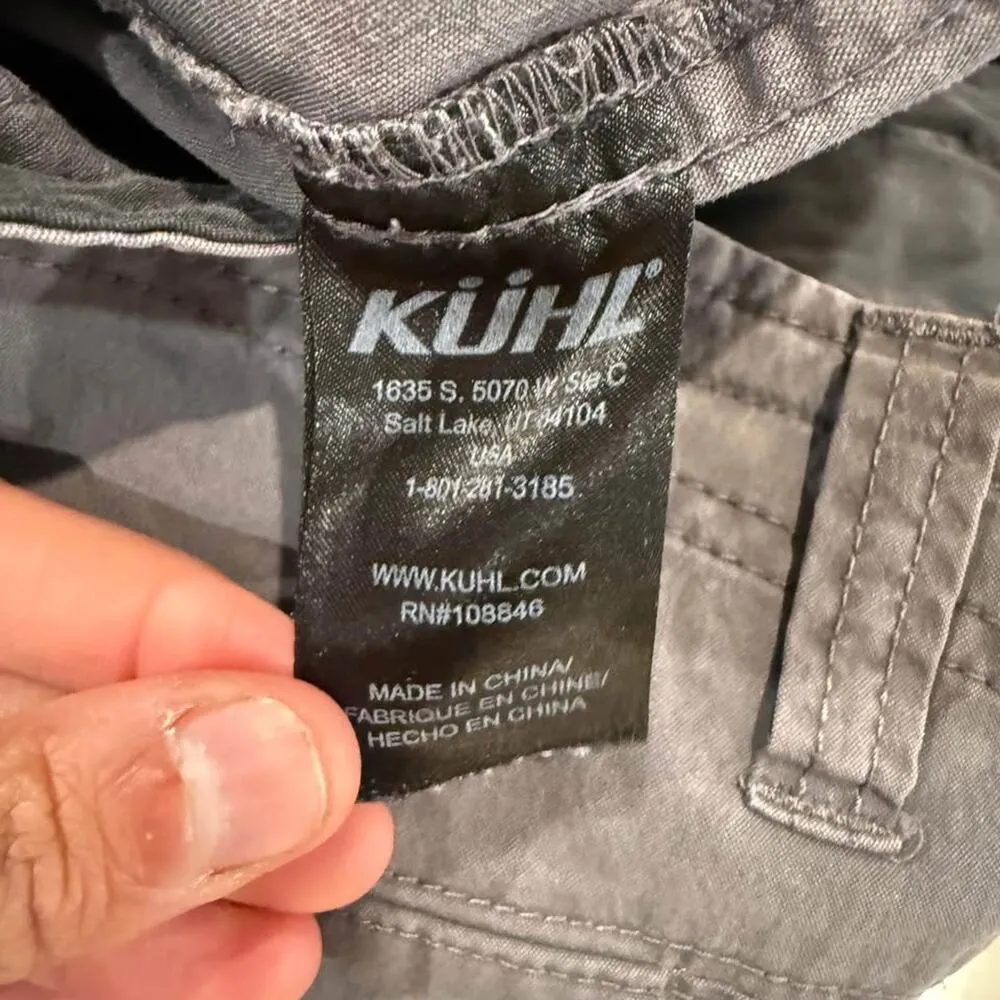 KÜHL®
1635 S. 5070 W Ste C
Salt Lake, UT 84104
USA
1-801-281-3185
WWW.KUHL.COM
RN#108846
MADE IN CHINA/
FABRIQUE EN CHINE/
HECHO EN CHINA